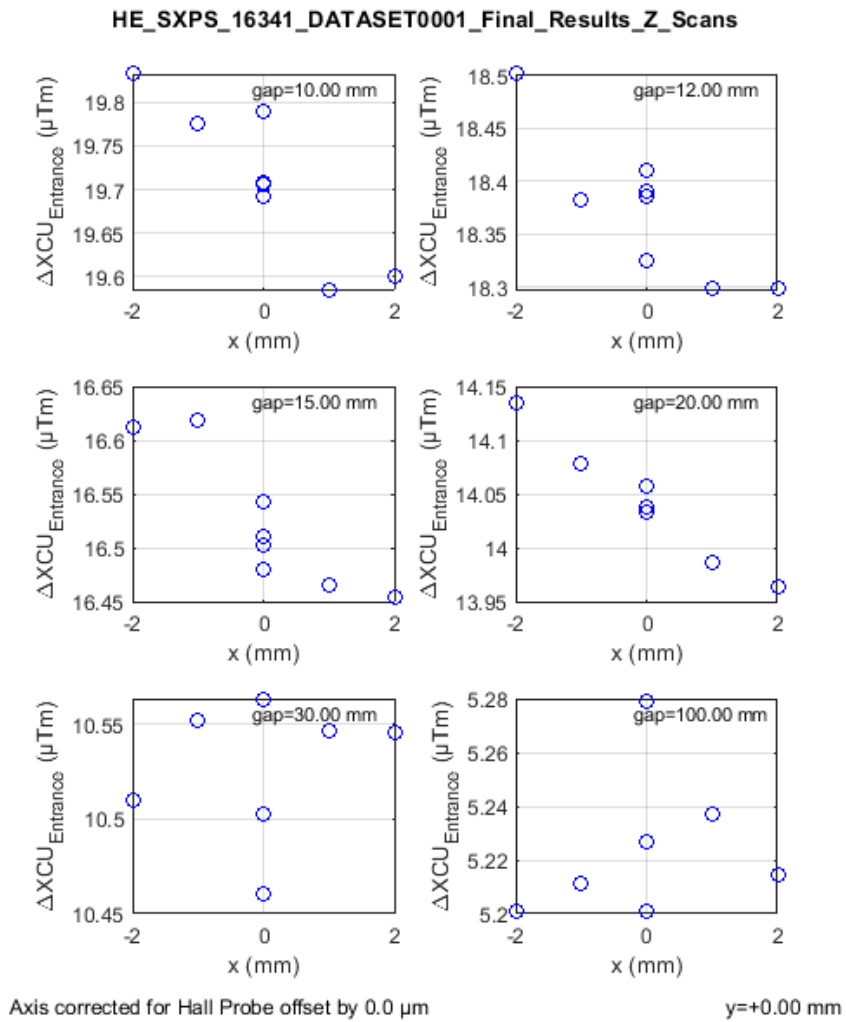 HE_SXPS_16341_DATASET0001_Final_Results_Z_Scans
ΔXCU_Entrance (μTm)
19.8
19.75
19.7
19.65
19.6
gap=10.00 mm
-2 0 2
x (mm)
ΔXCU_Entrance (μTm)
18.5
18.45
18.4
18.35
18.3
gap=12.00 mm
-2 0 2
x (mm)
ΔXCU_Entrance (μTm)
16.65
16.6
16.55
16.5
16.45
gap=15.00 mm
-2 0 2
x (mm)
ΔXCU_Entrance (μTm)
14.15
14.1
14.05
14
13.95
gap=20.00 mm
-2 0 2
x (mm)
ΔXCU_Entrance (μTm)
10.55
10.5
10.45
gap=30.00 mm
-2 0 2
x (mm)
ΔXCU_Entrance (μTm)
5.28
5.26
5.24
5.22
5.2
gap=100.00 mm
-2 0 2
x (mm)
Axis corrected for Hall Probe offset by 0.0 μm
y=+0.00 mm